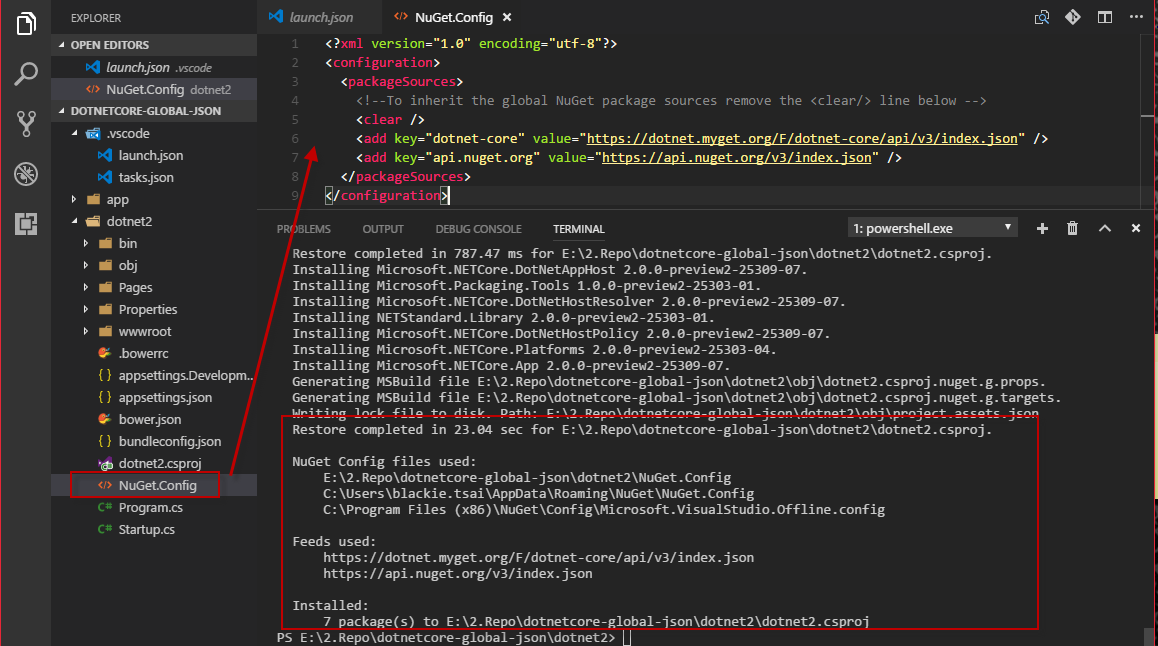 EXPLORER
OPEN EDITORS
launch.json .vscode
NuGet.Config dotnet2
DOTNETCORE-GLOBAL-JSON
.vscode
launch.json
tasks.json
app
dotnet2
bin
obj
Pages
Properties
wwwroot
.bowerrc
{ } appsettings.Developm...
{ } appsettings.json
bower.json
{ } bundleconfig.json
dotnet2.csproj
<> NuGet.Config
C# Program.cs
C# Startup.cs
launch.json
<> NuGet.Config ×
1 <?xml version="1.0" encoding="utf-8"?>
2 <configuration>
3 <packageSources>
4 <!--To inherit the global NuGet package sources remove the <clear/> line below -->
5 <clear />
6 <add key="dotnet-core" value="https://dotnet.myget.org/F/dotnet-core/api/v3/index.json" />
7 <add key="api.nuget.org" value="https://api.nuget.org/v3/index.json" />
8 </packageSources>
9 </configuration>
PROBLEMS OUTPUT DEBUG CONSOLE TERMINAL 1: powershell.exe
Restore completed in 787.47 ms for E:\2.Repo\dotnetcore-global-json\dotnet2\dotnet2.csproj.
Installing Microsoft.NETCore.DotNetAppHost 2.0.0-preview2-25309-07.
Installing Microsoft.Packaging.Tools 1.0.0-preview2-25303-01.
Installing Microsoft.NETCore.DotNetHostResolver 2.0.0-preview2-25309-07.
Installing NETStandard.Library 2.0.0-preview2-25303-01.
Installing Microsoft.NETCore.DotNetHostPolicy 2.0.0-preview2-25309-07.
Installing Microsoft.NETCore.Platforms 2.0.0-preview2-25303-04.
Installing Microsoft.NETCore.App 2.0.0-preview2-25309-07.
Generating MSBuild file E:\2.Repo\dotnetcore-global-json\dotnet2\obj\dotnet2.csproj.nuget.g.props.
Generating MSBuild file E:\2.Repo\dotnetcore-global-json\dotnet2\obj\dotnet2.csproj.nuget.g.targets.
Writing lock file to disk. Path: E:\2.Repo\dotnetcore-global-json\dotnet2\obj\project.assets.json
Restore completed in 23.04 sec for E:\2.Repo\dotnetcore-global-json\dotnet2\dotnet2.csproj.
NuGet Config files used:
E:\2.Repo\dotnetcore-global-json\dotnet2\NuGet.Config
C:\Users\blackie.tsai\AppData\Roaming\NuGet\NuGet.Config
C:\Program Files (x86)\NuGet\Config\Microsoft.VisualStudio.Offline.config
Feeds used:
https://dotnet.myget.org/F/dotnet-core/api/v3/index.json
https://api.nuget.org/v3/index.json
Installed:
7 package(s) to E:\2.Repo\dotnetcore-global-json\dotnet2\dotnet2.csproj
PS E:\2.Repo\dotnetcore-global-json\dotnet2>